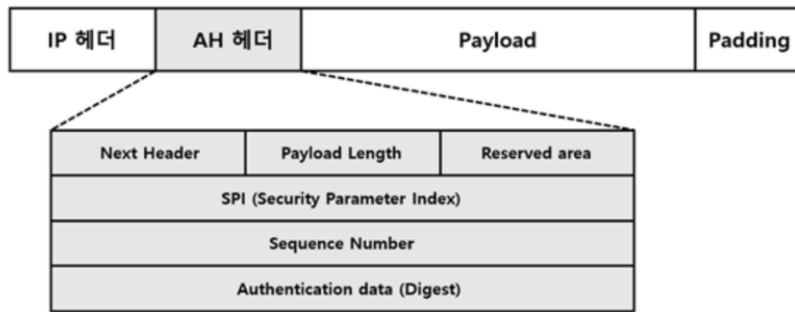 IP 헤더 AH 헤더 Payload Padding
Next Header Payload Length Reserved area
SPI (Security Parameter Index)
Sequence Number
Authentication data (Digest)